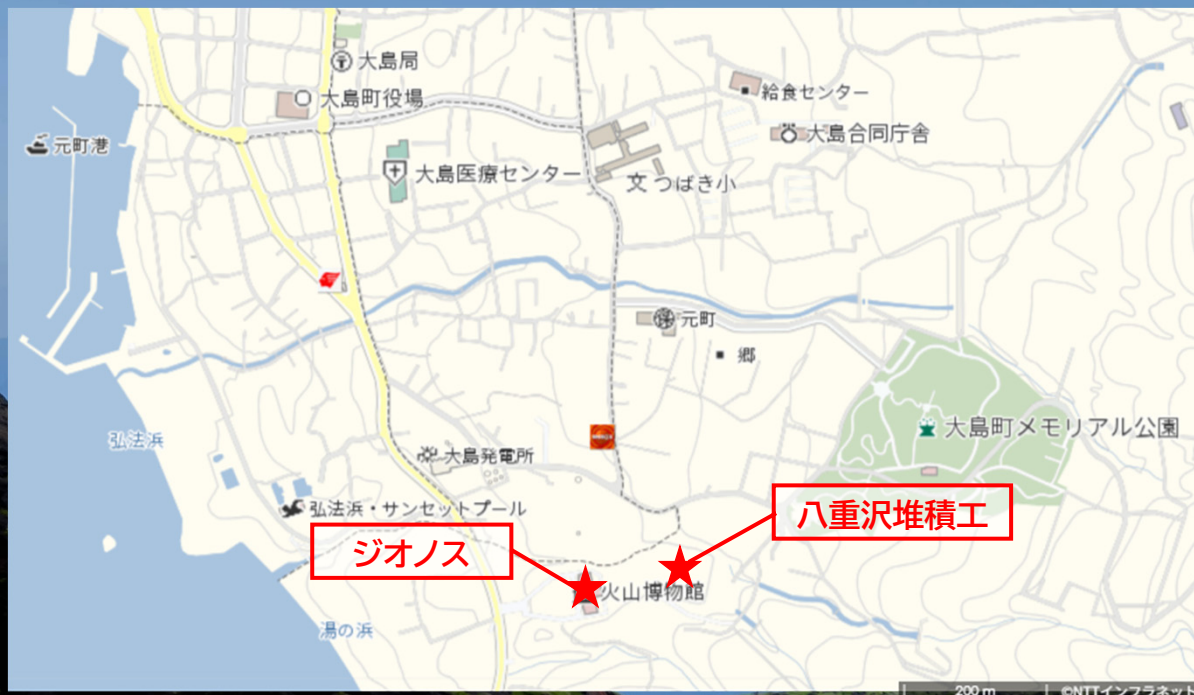 大島局
大島町役場
給食センター
元町港
大島合同庁舎
大島医療センター
文 つばき小
元町
郷
弘法浜
大島町メモリアル公園
大島発電所
弘法浜・サンセットプール
八重沢堆積工
ジオノス
火山博物館
湯の浜
200 m
©NTTインフラネット